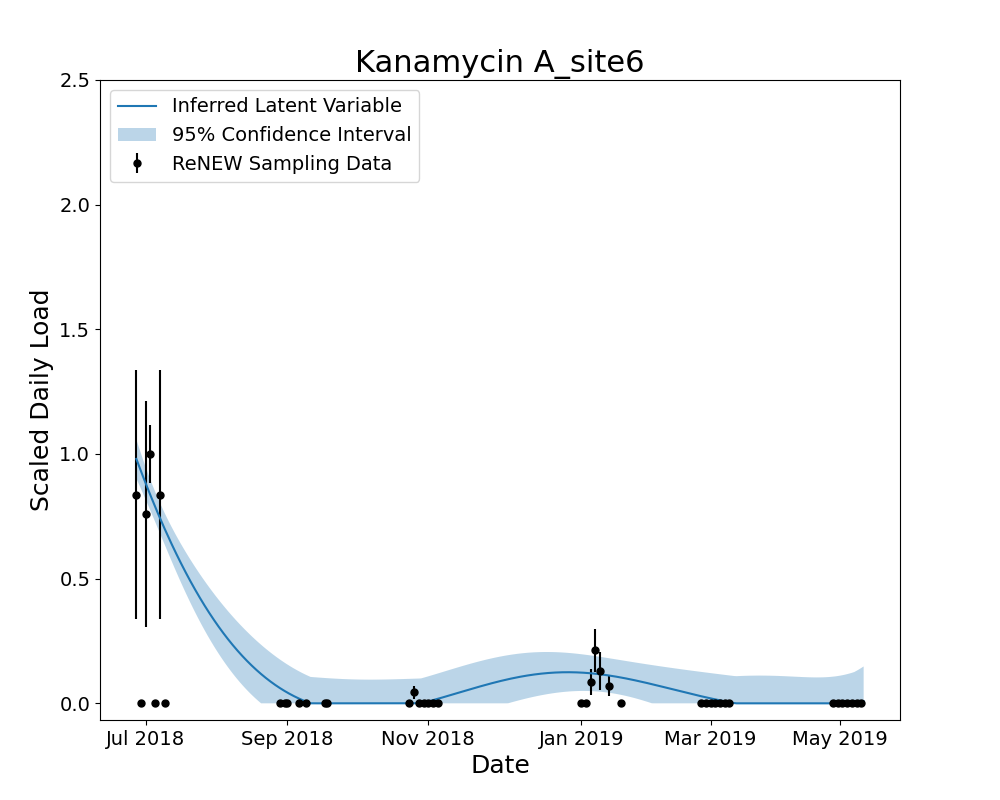 Kanamycin A_site6
Inferred Latent Variable
95% Confidence Interval
ReNEW Sampling Data
Scaled Daily Load
2.5
2.0
1.5
1.0
0.5
0.0
Jul 2018 Sep 2018 Nov 2018 Jan 2019 Mar 2019 May 2019
Date